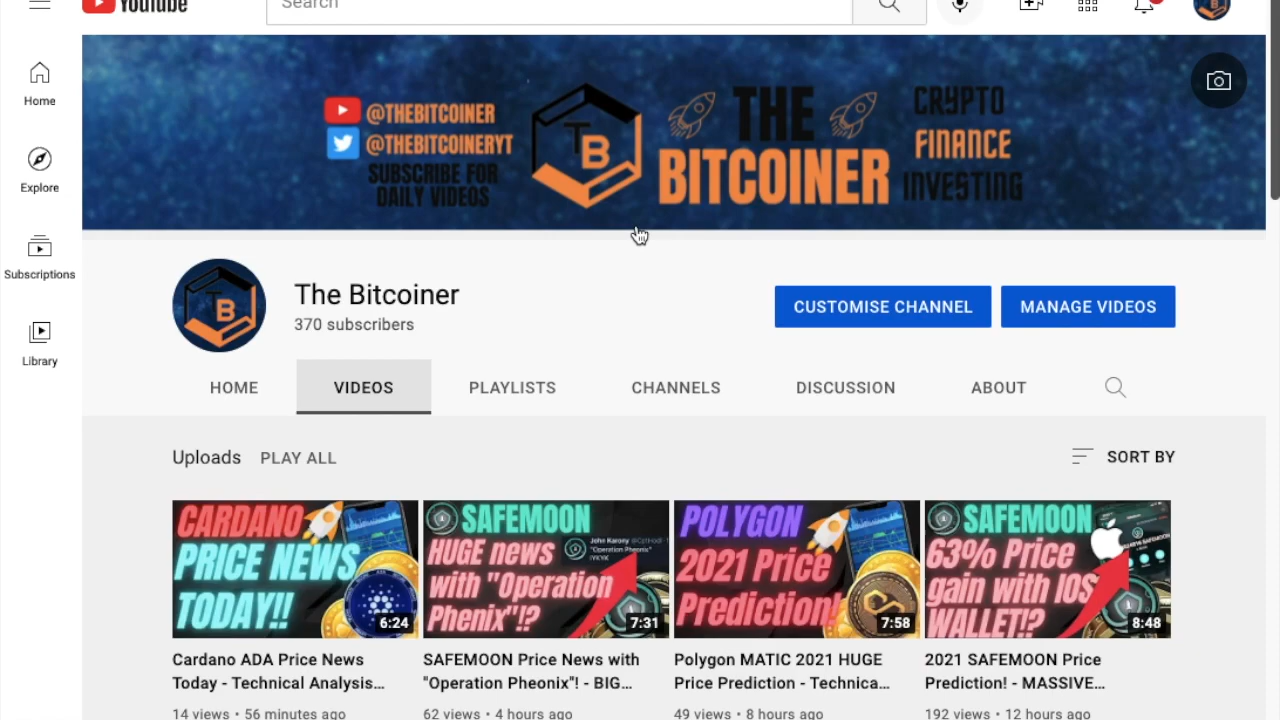 YouTube
Search
Home
Explore
Subscriptions
Library
@THEBITCOINER
@THEBITCOINERYT
SUBSCRIBE FOR
DAILY VIDEOS
TB
THE
BITCOINER
CRYPTO
FINANCE
INVESTING
TB
The Bitcoiner
370 subscribers
CUSTOMISE CHANNEL
MANAGE VIDEOS
HOME
VIDEOS
PLAYLISTS
CHANNELS
DISCUSSION
ABOUT
Uploads
PLAY ALL
SORT BY
CARDANO
PRICE NEWS
TODAY!!
6:24
Cardano ADA Price News
Today - Technical Analysis...
14 views • 56 minutes ago
SAFEMOON
HUGE news
with "Operation
Phenix"!?
John Karony
"Operation Pheonix"
7:31
SAFEMOON Price News with
"Operation Pheonix"! - BIG...
62 views • 4 hours ago
POLYGON
2021 Price
Prediction!
7:58
Polygon MATIC 2021 HUGE
Price Prediction - Technica...
49 views • 8 hours ago
SAFEMOON
63% Price
gain with IOS
WALLET!?
8:48
2021 SAFEMOON Price
Prediction! - MASSIVE...
192 views • 12 hours ago